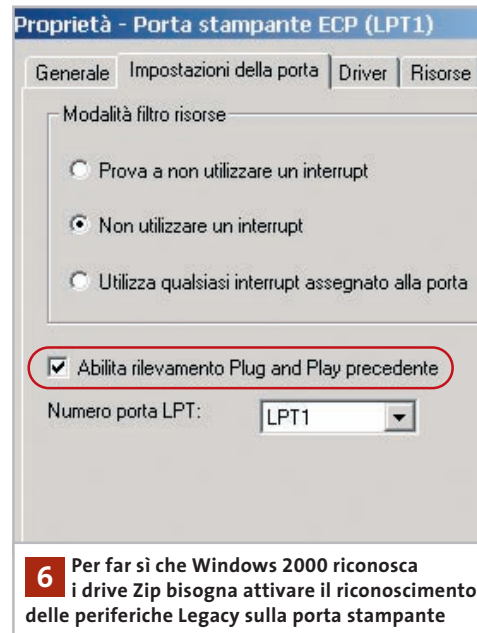 Proprietà - Porta stampante ECP (LPT1)
Generale
Impostazioni della porta
Driver
Risorse
Modalità filtro risorse
Prova a non utilizzare un interrupt
Non utilizzare un interrupt
Utilizza qualsiasi interrupt assegnato alla porta
Abilita rilevamento Plug and Play precedente
Numero porta LPT:
LPT1
6 Per far sì che Windows 2000 riconosca
i drive Zip bisogna attivare il riconoscimento
delle periferiche Legacy sulla porta stampante